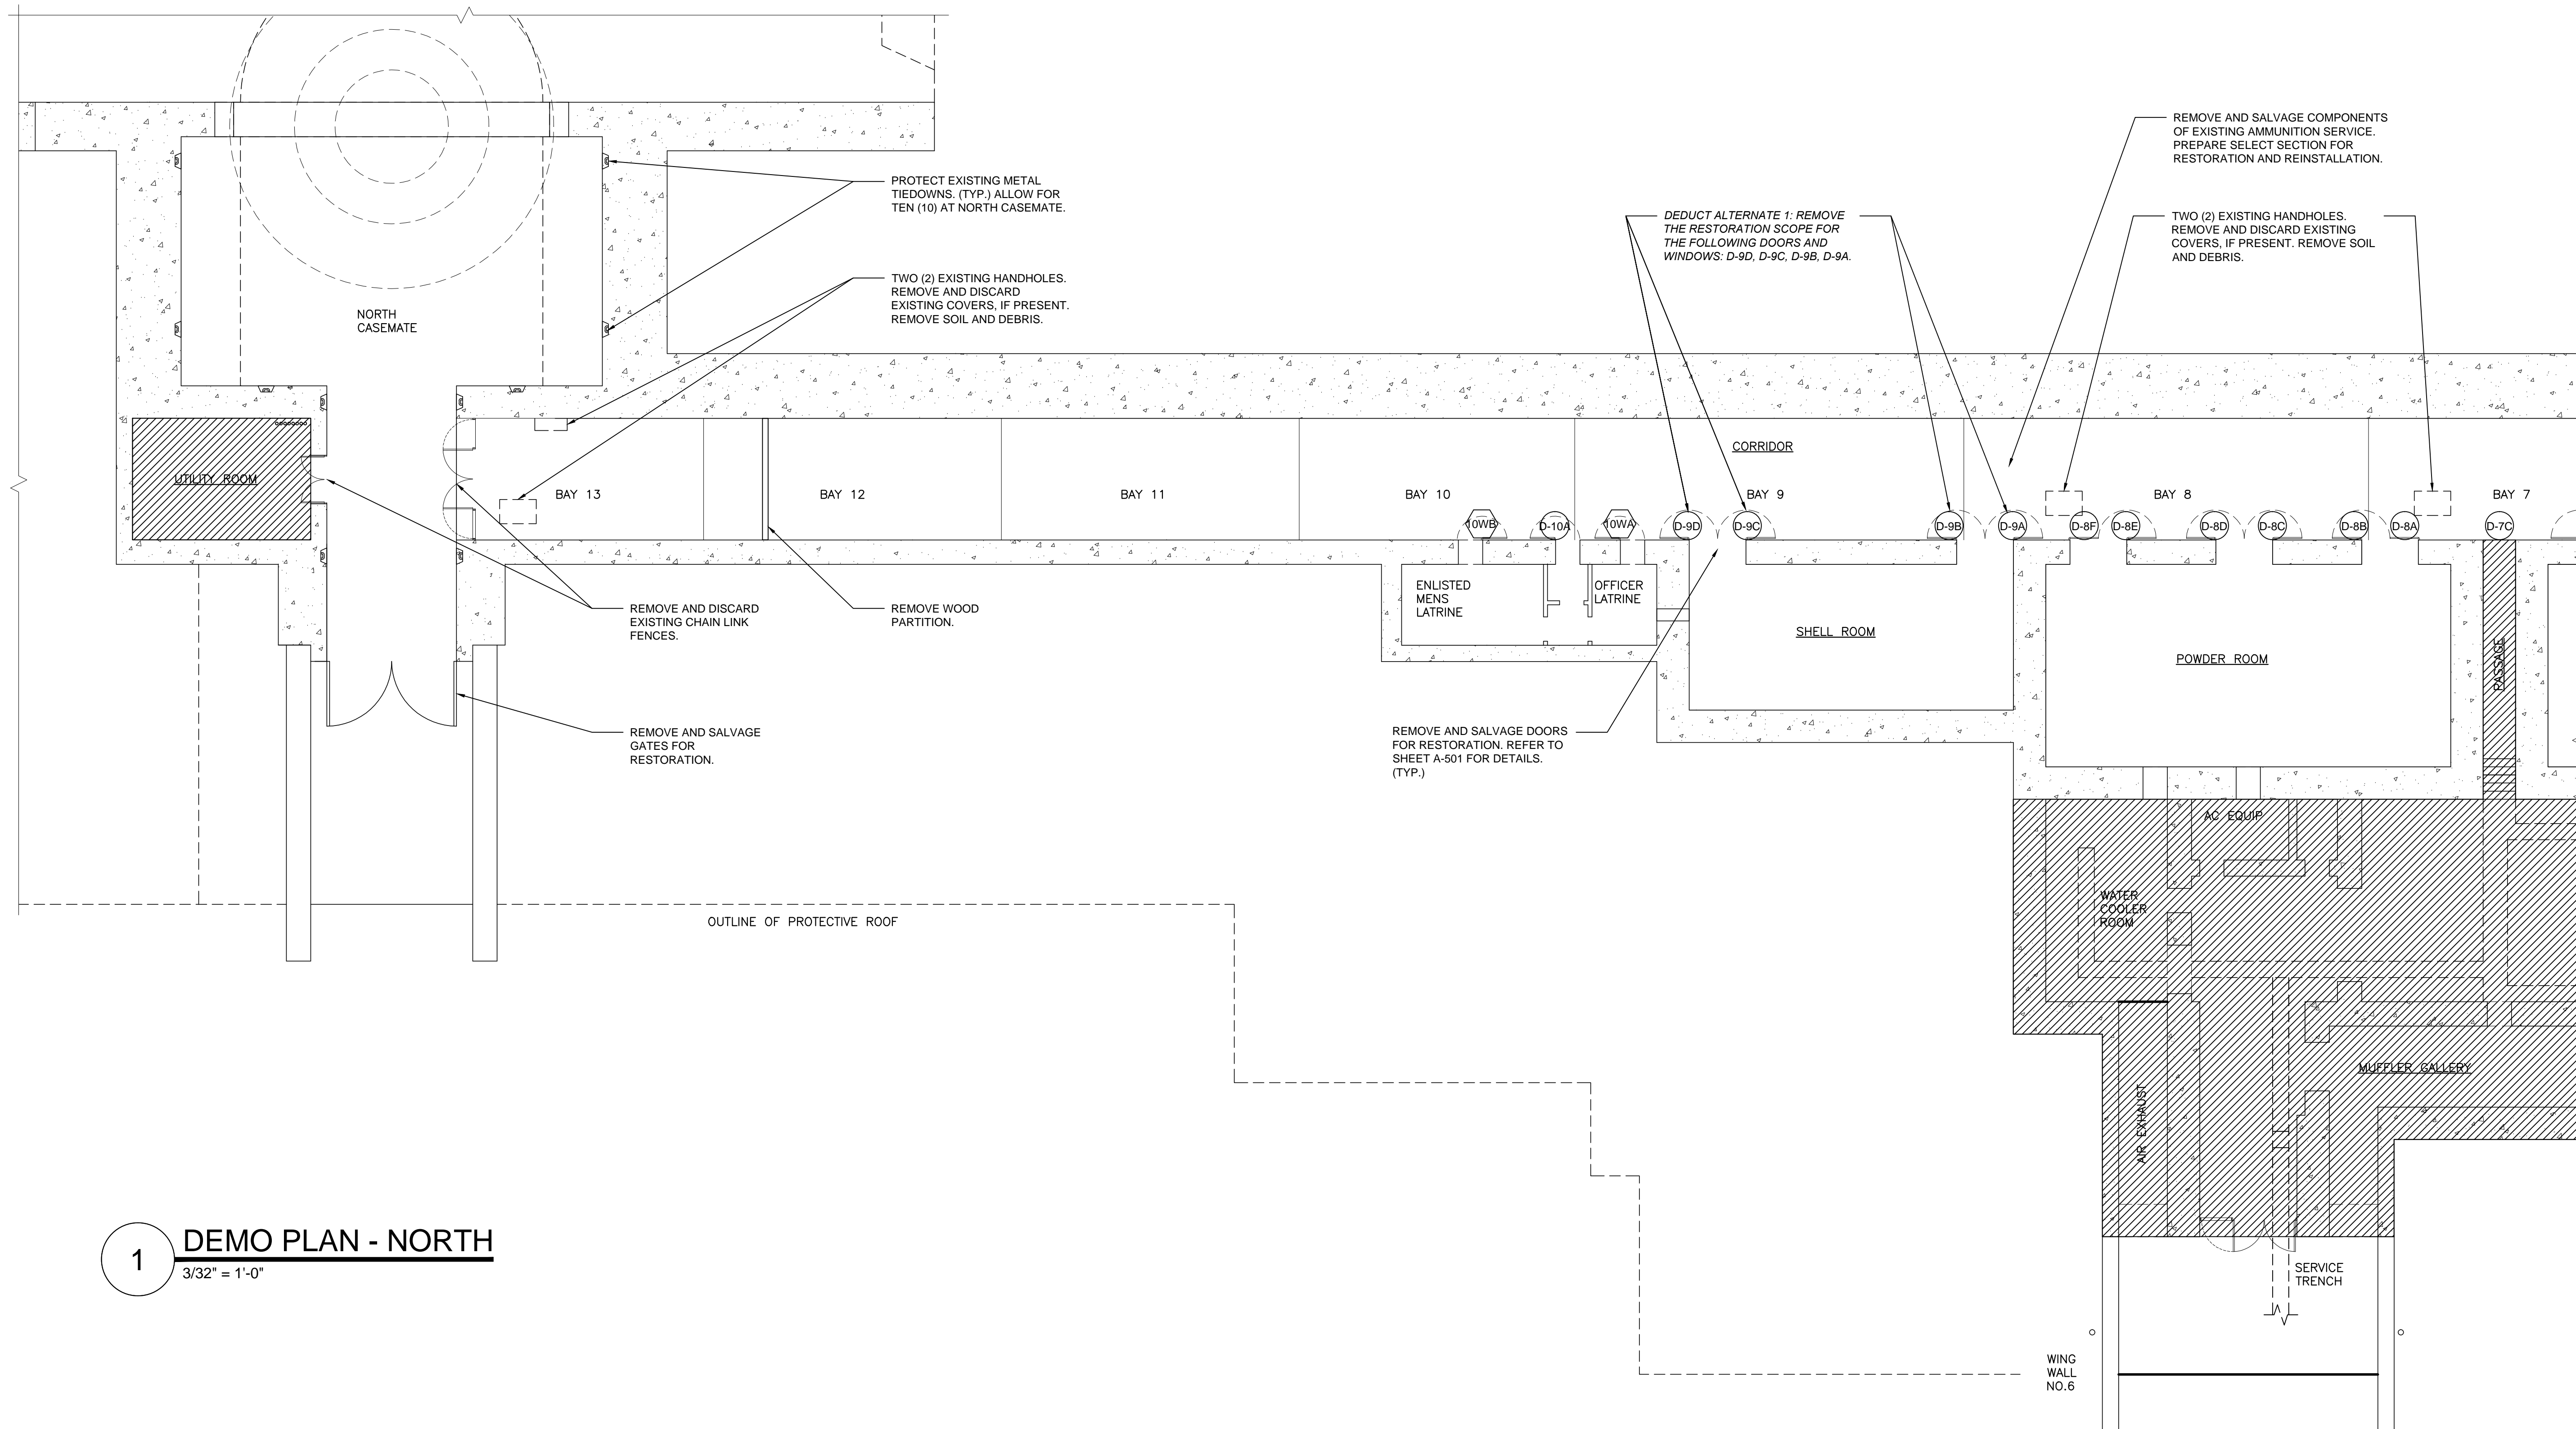 REMOVE AND SALVAGE COMPONENTS
OF EXISTING AMMUNITION SERVICE.
PREPARE SELECT SECTION FOR
RESTORATION AND REINSTALLATION.
PROTECT EXISTING METAL
TIEDOWNS. (TYP.) ALLOW FOR
TEN (10) AT NORTH CASEMATE.
DEDUCT ALTERNATE 1: REMOVE
THE RESTORATION SCOPE FOR
THE FOLLOWING DOORS AND
WINDOWS: D-9D, D-9C, D-9B, D-9A.
TWO (2) EXISTING HANDHOLES.
REMOVE AND DISCARD EXISTING
COVERS, IF PRESENT. REMOVE SOIL
AND DEBRIS.
TWO (2) EXISTING HANDHOLES.
REMOVE AND DISCARD
EXISTING COVERS, IF PRESENT.
REMOVE SOIL AND DEBRIS.
NORTH
CASEMATE
CORRIDOR
UTILITY ROOM
BAY 13
BAY 12
BAY 11
BAY 10
BAY 9
BAY 8
BAY 7
10WB
D-10A
10WA
D-9D
D-9C
D-9B
D-9A
D-8F
D-8E
D-8D
D-8C
D-8B
D-8A
D-7C
ENLISTED
MENS
LATRINE
OFFICER
LATRINE
REMOVE AND DISCARD
EXISTING CHAIN LINK
FENCES.
REMOVE WOOD
PARTITION.
SHELL ROOM
POWDER ROOM
PASSAGE
REMOVE AND SALVAGE
GATES FOR
RESTORATION.
REMOVE AND SALVAGE DOORS
FOR RESTORATION. REFER TO
SHEET A-501 FOR DETAILS.
(TYP.)
AC EQUIP
WATER
COOLER
ROOM
OUTLINE OF PROTECTIVE ROOF
MUFFLER GALLERY
AIR EXHAUST
1
DEMO PLAN - NORTH
3/32" = 1'-0"
SERVICE
TRENCH
WING
WALL
NO.6